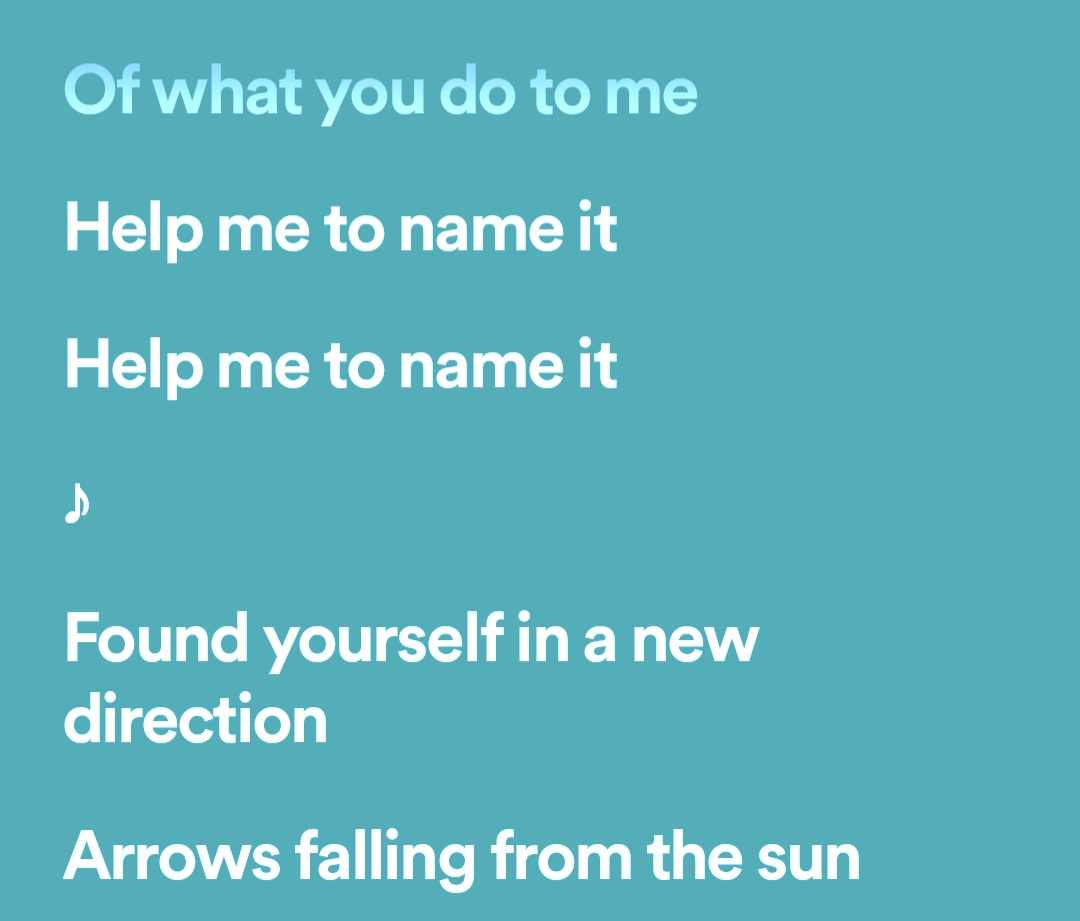 Of what you do to me
Help me to name it
Help me to name it
♪
Found yourself in a new
direction
Arrows falling from the sun